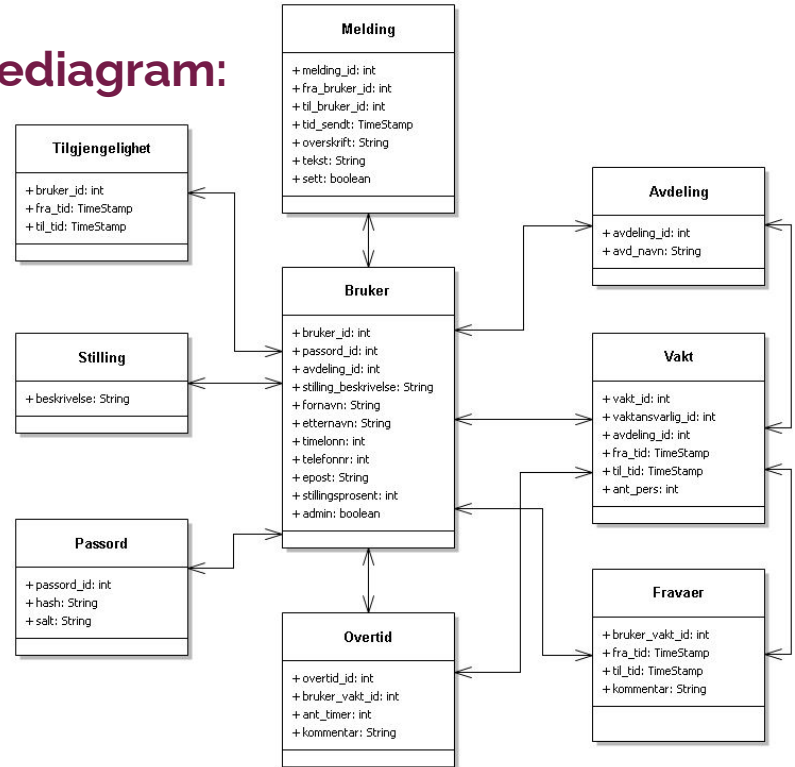 ediagram:
Melding
+ melding_id: int
+ fra_bruker_id: int
+ til_bruker_id: int
+ tid_sendt: TimeStamp
+ overskrift: String
+ tekst: String
+ sett: boolean
Tilgjengelighet
+ bruker_id: int
+ fra_tid: TimeStamp
+ til_tid: TimeStamp
Avdeling
+ avdeling_id: int
+ avd_navn: String
Bruker
+ bruker_id: int
+ passord_id: int
+ avdeling_id: int
+ stilling_beskrivelse: String
+ fornavn: String
+ etternavn: String
+ timelonn: int
+ telefonnr: int
+ epost: String
+ stillingsprosent: int
+ admin: boolean
Stilling
+ beskrivelse: String
Vakt
+ vakt_id: int
+ vaktansvarlig_id: int
+ avdeling_id: int
+ fra_tid: TimeStamp
+ til_tid: TimeStamp
+ ant_pers: int
Passord
+ passord_id: int
+ hash: String
+ salt: String
Overtid
+ overtid_id: int
+ bruker_vakt_id: int
+ ant_timer: int
+ kommentar: String
Fravaer
+ bruker_vakt_id: int
+ fra_tid: TimeStamp
+ til_tid: TimeStamp
+ kommentar: String